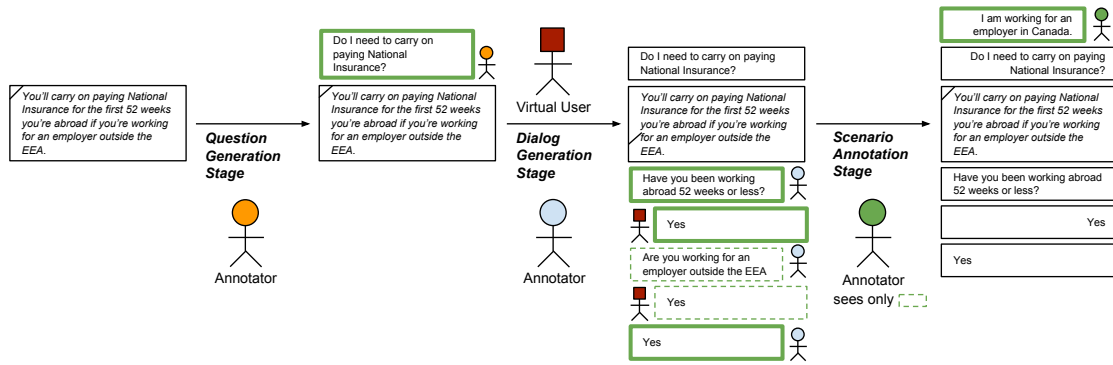 You'll carry on paying National
Insurance for the first 52 weeks
you're abroad if you're working
for an employer outside the
EEA.
Question
Generation
Stage
Annotator
Do I need to carry on
paying National
Insurance?
You'll carry on paying National
Insurance for the first 52 weeks
you're abroad if you're working
for an employer outside the
EEA.
Virtual User
Dialog
Generation
Stage
Annotator
Do I need to carry on paying
National Insurance?
You'll carry on paying National
Insurance for the first 52 weeks
you're abroad if you're working
for an employer outside the
EEA.
Have you been working
abroad 52 weeks or less?
Yes
Are you working for an
employer outside the EEA
Yes
Yes
Scenario
Annotation
Stage
Annotator
sees only
I am working for an
employer in Canada.
Do I need to carry on paying
National Insurance?
You'll carry on paying National
Insurance for the first 52 weeks
you're abroad if you're working
for an employer outside the
EEA.
Have you been working abroad
52 weeks or less?
Yes
Yes